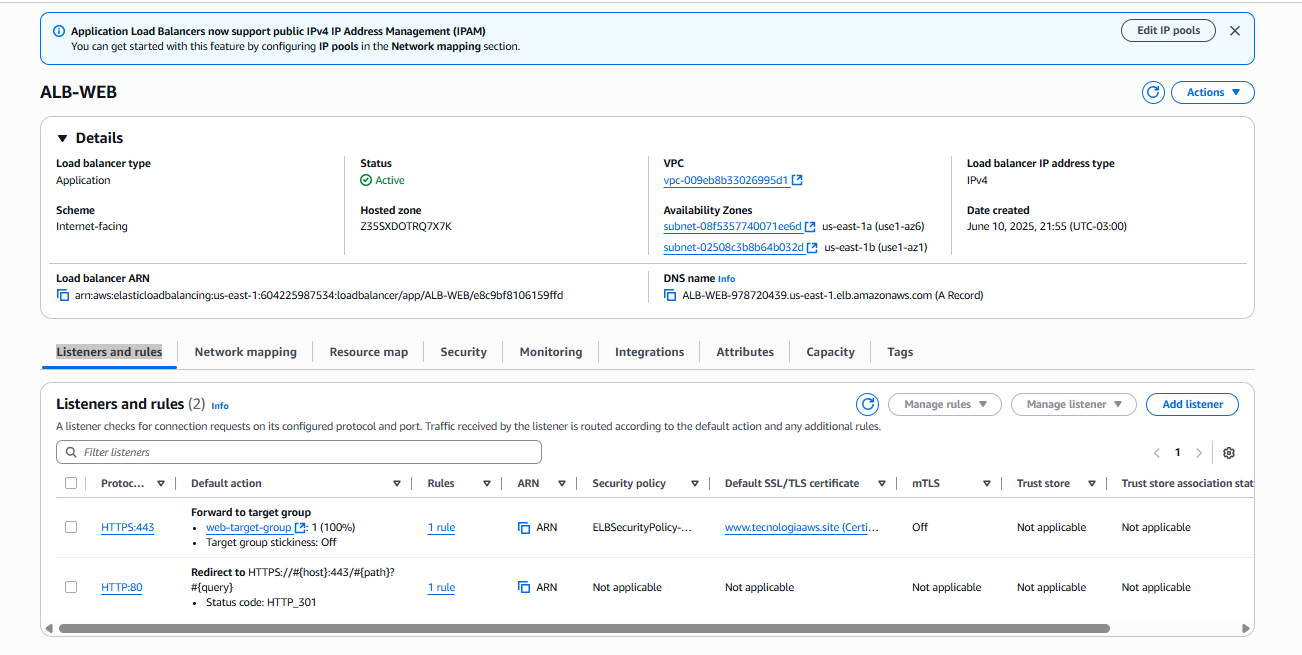 Application Load Balancers now support public IPv4 IP Address Management (IPAM)
You can get started with this feature by configuring IP pools in the Network mapping section.
Edit IP pools
ALB-WEB
Actions
Details
Load balancer type
Application
Status
Active
VPC
vpc-009eb8b33026995d1
Load balancer IP address type
IPv4
Scheme
Internet-facing
Hosted zone
Z35SXDOTRQ7X7K
Availability Zones
subnet-08f5357740071ee6d us-east-1a (use1-az6)
subnet-02508c3b8b64b032d us-east-1b (use1-az1)
Date created
June 10, 2025, 21:55 (UTC-03:00)
Load balancer ARN
arn:aws:elasticloadbalancing:us-east-1:604225987534:loadbalancer/app/ALB-WEB/e8c9bf8106159ffd
DNS name Info
ALB-WEB-978720439.us-east-1.elb.amazonaws.com (A Record)
Listeners and rules Network mapping Resource map Security Monitoring Integrations Attributes Capacity Tags
Listeners and rules (2) Info
Manage rules Manage listener Add listener
A listener checks for connection requests on its configured protocol and port. Traffic received by the listener is routed according to the default action and any additional rules.
Filter listeners
1
Protoc... Default action Rules ARN Security policy Default SSL/TLS certificate mTLS Trust store Trust store association stat
HTTPS:443
Forward to target group
• web-target-group : 1 (100%)
• Target group stickiness: Off
1 rule
ARN
ELBSecurityPolicy-...
www.tecnologiaaws.site (Certi...
Off
Not applicable
Not applicable
HTTP:80
Redirect to HTTPS://#{host}:443/#{path}?
#{query}
• Status code: HTTP_301
1 rule
ARN
Not applicable
Not applicable
Not applicable
Not applicable
Not applicable